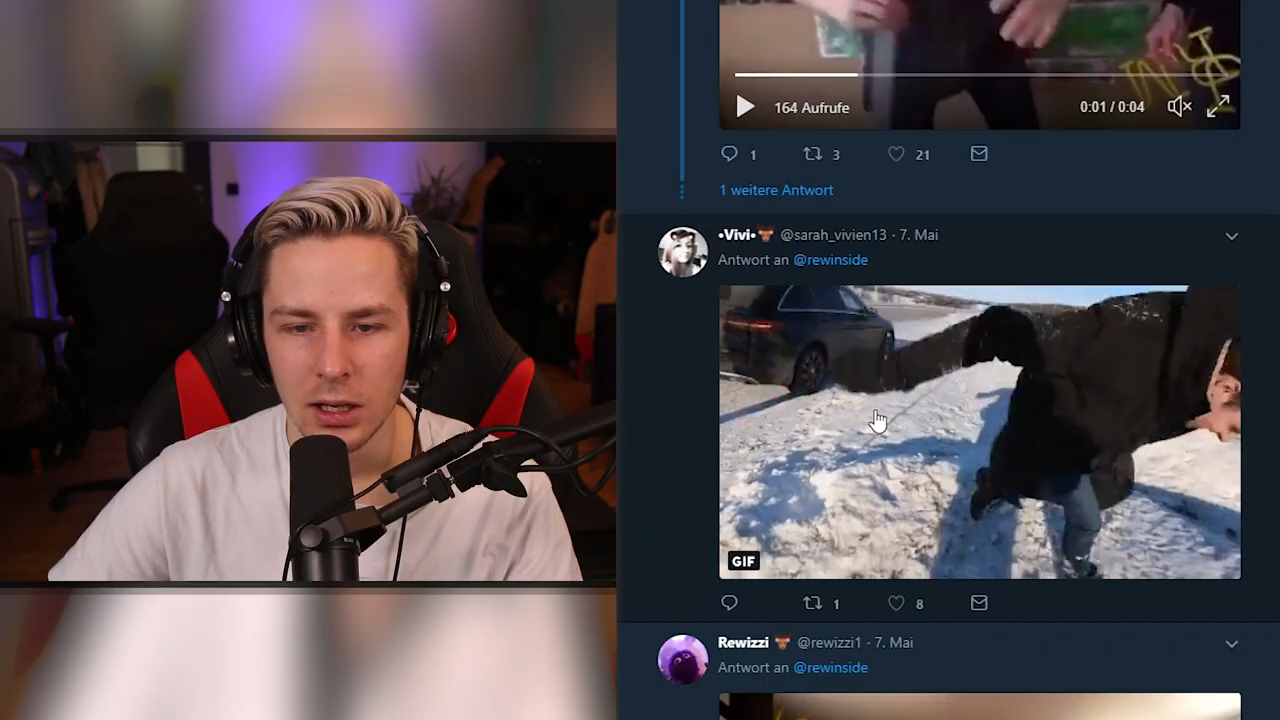 164 Aufrufe
0:01 / 0:04
1
3
21
1 weitere Antwort
•Vivi• @sarah_vivien13 · 7. Mai
Antwort an @rewinside
GIF
1
8
Rewizzi @rewizzi1 · 7. Mai
Antwort an @rewinside